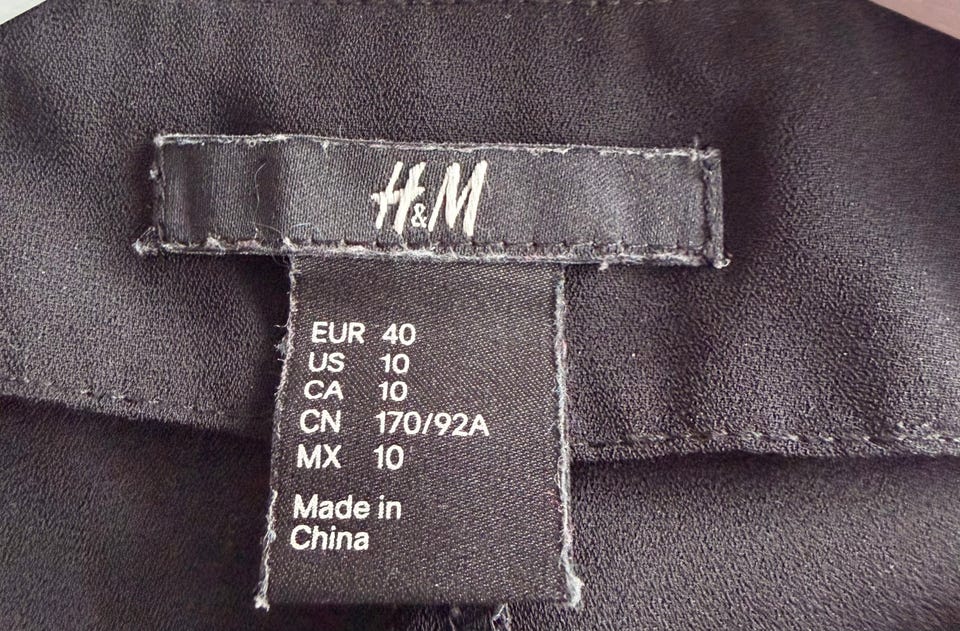 H&M
EUR 40
US 10
CA 10
CN 170/92A
MX 10
Made in
China